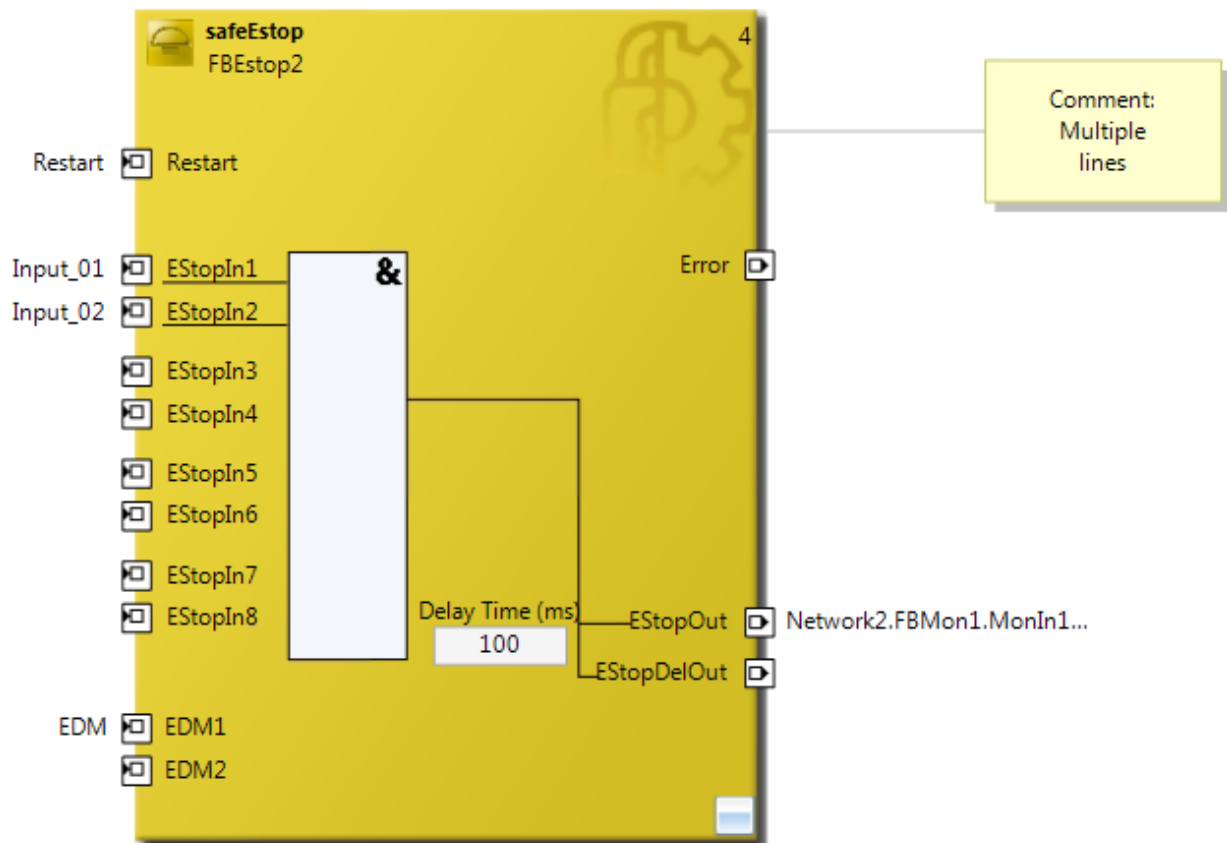 safeEstop
4
FBEstop2
Comment:
Multiple
lines
Restart Restart
Input_01 EStopIn1 & Error
Input_02 EStopIn2
EStopIn3
EStopIn4
EStopIn5
EStopIn6
EStopIn7
EStopIn8
Delay Time (ms)
100
EStopOut Network2.FBMon1.MonIn1...
EStopDelOut
EDM EDM1
EDM2